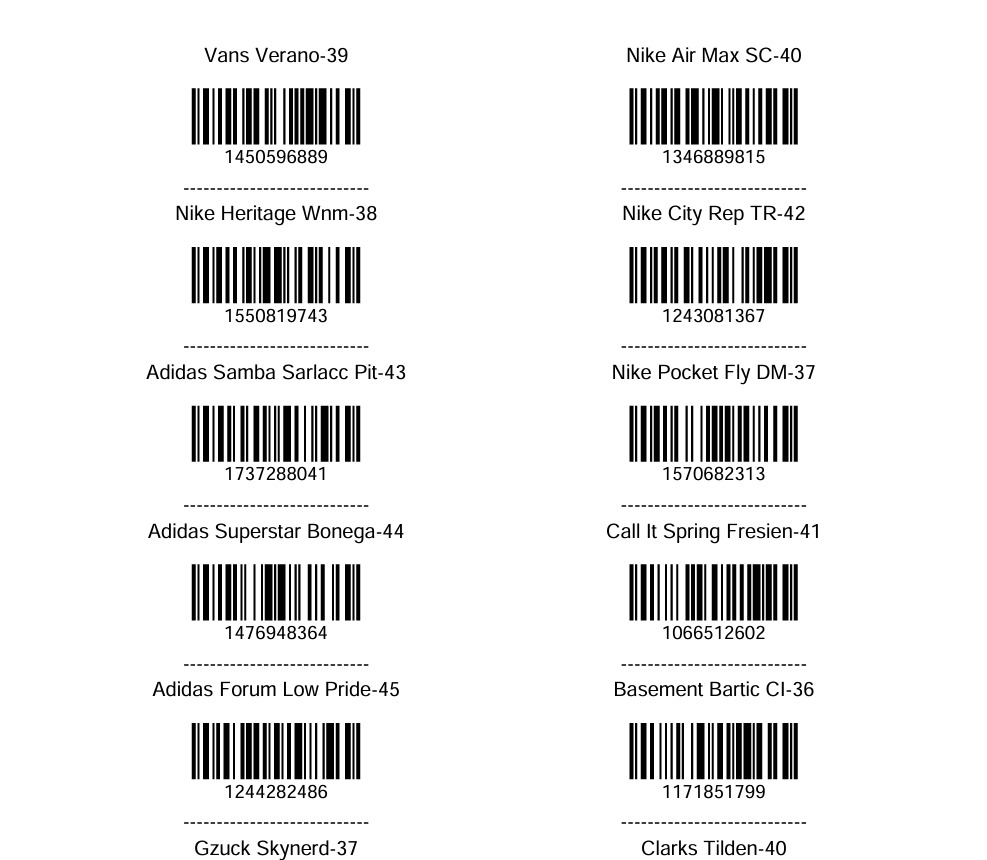 Vans Verano-39
1450596889
----------------------------
Nike Heritage Wnm-38
1550819743
----------------------------
Adidas Samba Sarlacc Pit-43
1737288041
----------------------------
Adidas Superstar Bonega-44
1476948364
----------------------------
Adidas Forum Low Pride-45
1244282486
----------------------------
Gzuck Skynerd-37
Nike Air Max SC-40
1346889815
----------------------------
Nike City Rep TR-42
1243081367
----------------------------
Nike Pocket Fly DM-37
1570682313
----------------------------
Call It Spring Fresien-41
1066512602
----------------------------
Basement Bartic CI-36
1171851799
----------------------------
Clarks Tilden-40